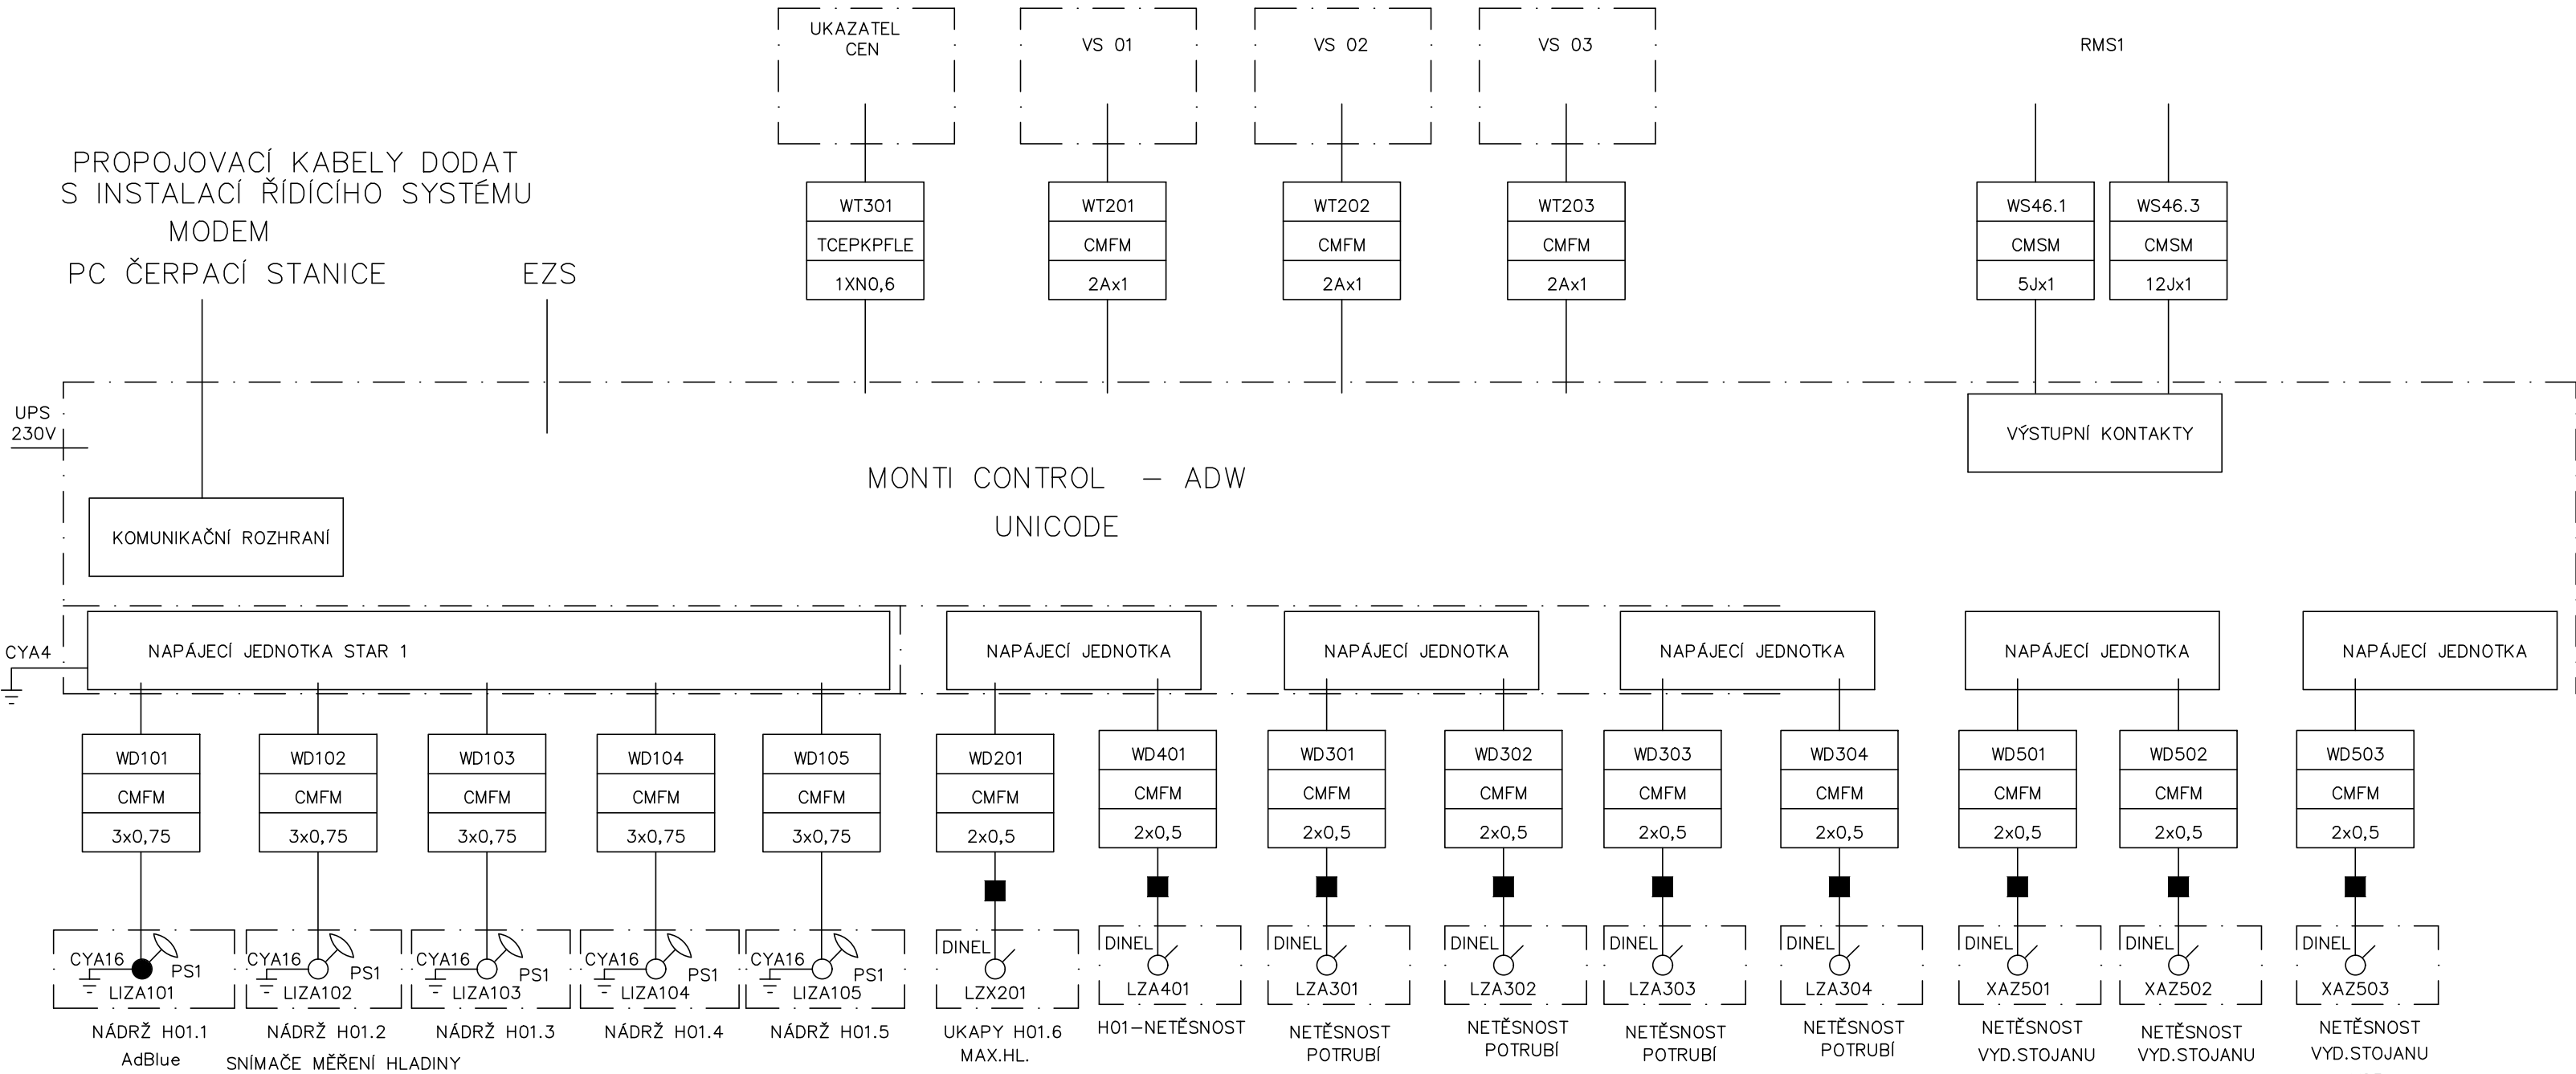 UKAZATEL
CEN
VS 01
VS 02
VS 03
RMS1
PROPOJOVACÍ KABELY DODAT
S INSTALACÍ ŘÍDÍCÍHO SYSTÉMU
MODEM
PC ČERPACÍ STANICE
EZS
WT301
TCEPKPFLE
1XN0,6
WT201
CMFM
2Ax1
WT202
CMFM
2Ax1
WT203
CMFM
2Ax1
WS46.1
CMSM
5Jx1
WS46.3
CMSM
12Jx1
UPS
230V
VÝSTUPNÍ KONTAKTY
MONTI CONTROL – ADW
UNICODE
KOMUNIKAČNÍ ROZHRANÍ
CYA4
NAPÁJECÍ JEDNOTKA STAR 1
NAPÁJECÍ JEDNOTKA
NAPÁJECÍ JEDNOTKA
NAPÁJECÍ JEDNOTKA
NAPÁJECÍ JEDNOTKA
NAPÁJECÍ JEDNOTKA
WD101
CMFM
3x0,75
WD102
CMFM
3x0,75
WD103
CMFM
3x0,75
WD104
CMFM
3x0,75
WD105
CMFM
3x0,75
WD201
CMFM
2x0,5
WD401
CMFM
2x0,5
WD301
CMFM
2x0,5
WD302
CMFM
2x0,5
WD303
CMFM
2x0,5
WD304
CMFM
2x0,5
WD501
CMFM
2x0,5
WD502
CMFM
2x0,5
WD503
CMFM
2x0,5
CYA16
PS1
LIZA101
CYA16
PS1
LIZA102
CYA16
PS1
LIZA103
CYA16
PS1
LIZA104
CYA16
PS1
LIZA105
DINEL
LZX201
DINEL
LZA401
DINEL
LZA301
DINEL
LZA302
DINEL
LZA303
DINEL
LZA304
DINEL
XAZ501
DINEL
XAZ502
DINEL
XAZ503
NÁDRŽ H01.1
AdBlue
NÁDRŽ H01.2
NÁDRŽ H01.3
NÁDRŽ H01.4
NÁDRŽ H01.5
SNÍMAČE MĚŘENÍ HLADINY
UKAPY H01.6
MAX.HL.
H01–NETĚSNOST
NETĚSNOST
POTRUBÍ
NETĚSNOST
POTRUBÍ
NETĚSNOST
POTRUBÍ
NETĚSNOST
POTRUBÍ
NETĚSNOST
VYD.STOJANU
NETĚSNOST
VYD.STOJANU
NETĚSNOST
VYD.STOJANU